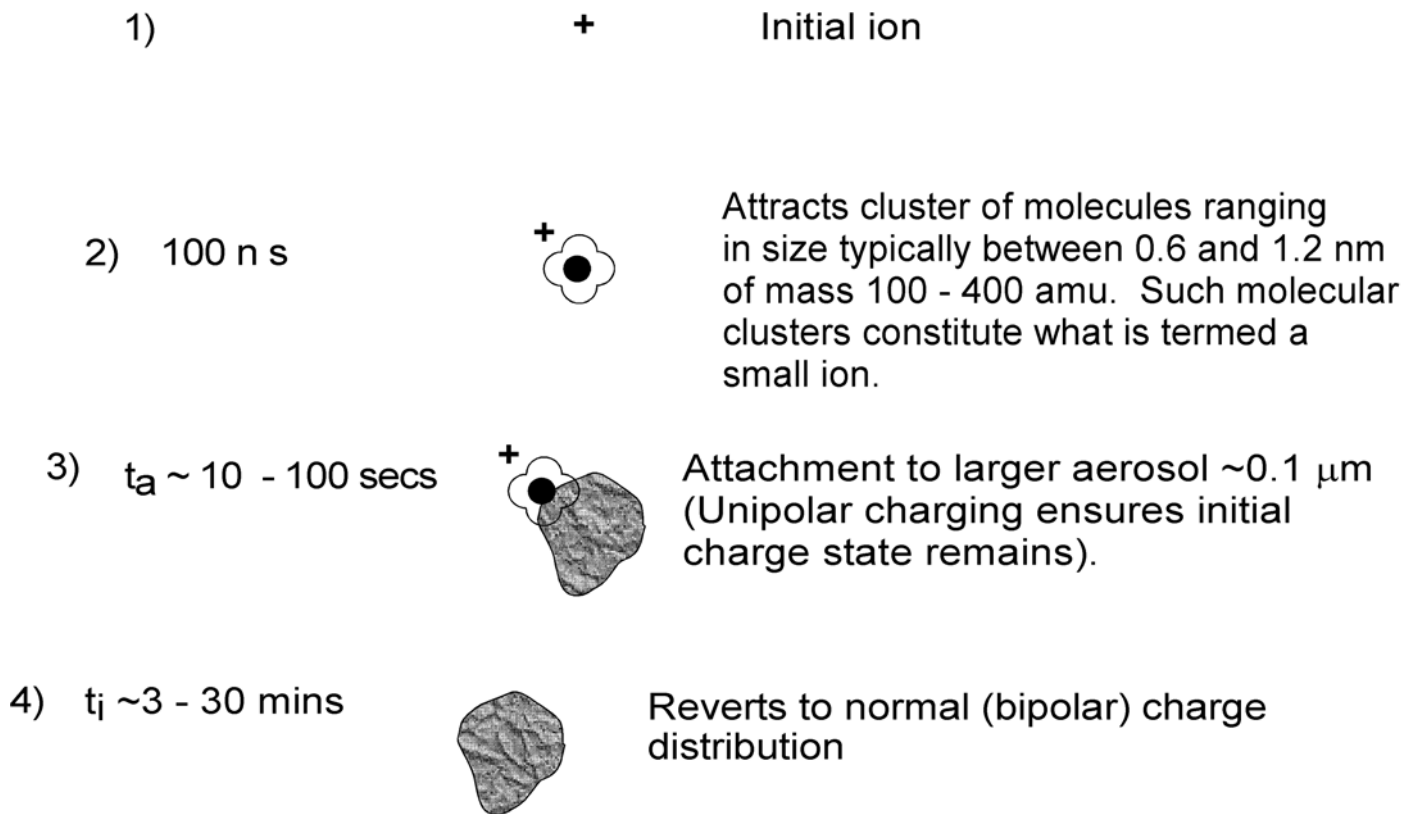 1) + Initial ion
Attracts cluster of molecules ranging
2) 100 n s + in size typically between 0.6 and 1.2 nm
of mass 100 - 400 amu. Such molecular
clusters constitute what is termed a
small ion.
3) ta ~ 10 - 100 secs + Attachment to larger aerosol ~0.1 μm
(Unipolar charging ensures initial
charge state remains).
4) ti ~3 - 30 mins Reverts to normal (bipolar) charge
distribution